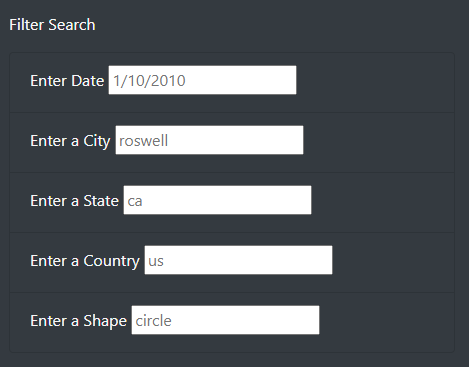 Filter Search
Enter Date 1/10/2010
Enter a City roswell
Enter a State ca
Enter a Country us
Enter a Shape circle